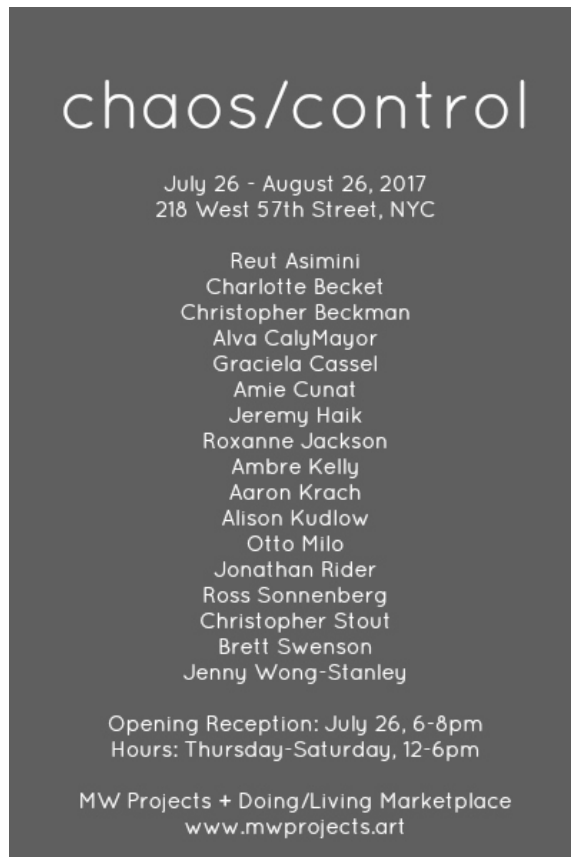 chaos/control
July 26 - August 26, 2017
218 West 57th Street, NYC
Reut Asimini
Charlotte Becket
Christopher Beckman
Alva CalyMayor
Graciela Cassel
Amie Cunat
Jeremy Haik
Roxanne Jackson
Ambre Kelly
Aaron Krach
Alison Kudlow
Otto Milo
Jonathan Rider
Ross Sonnenberg
Christopher Stout
Brett Swenson
Jenny Wong-Stanley
Opening Reception: July 26, 6-8pm
Hours: Thursday-Saturday, 12-6pm
MW Projects + Doing/Living Marketplace
www.mwprojects.art